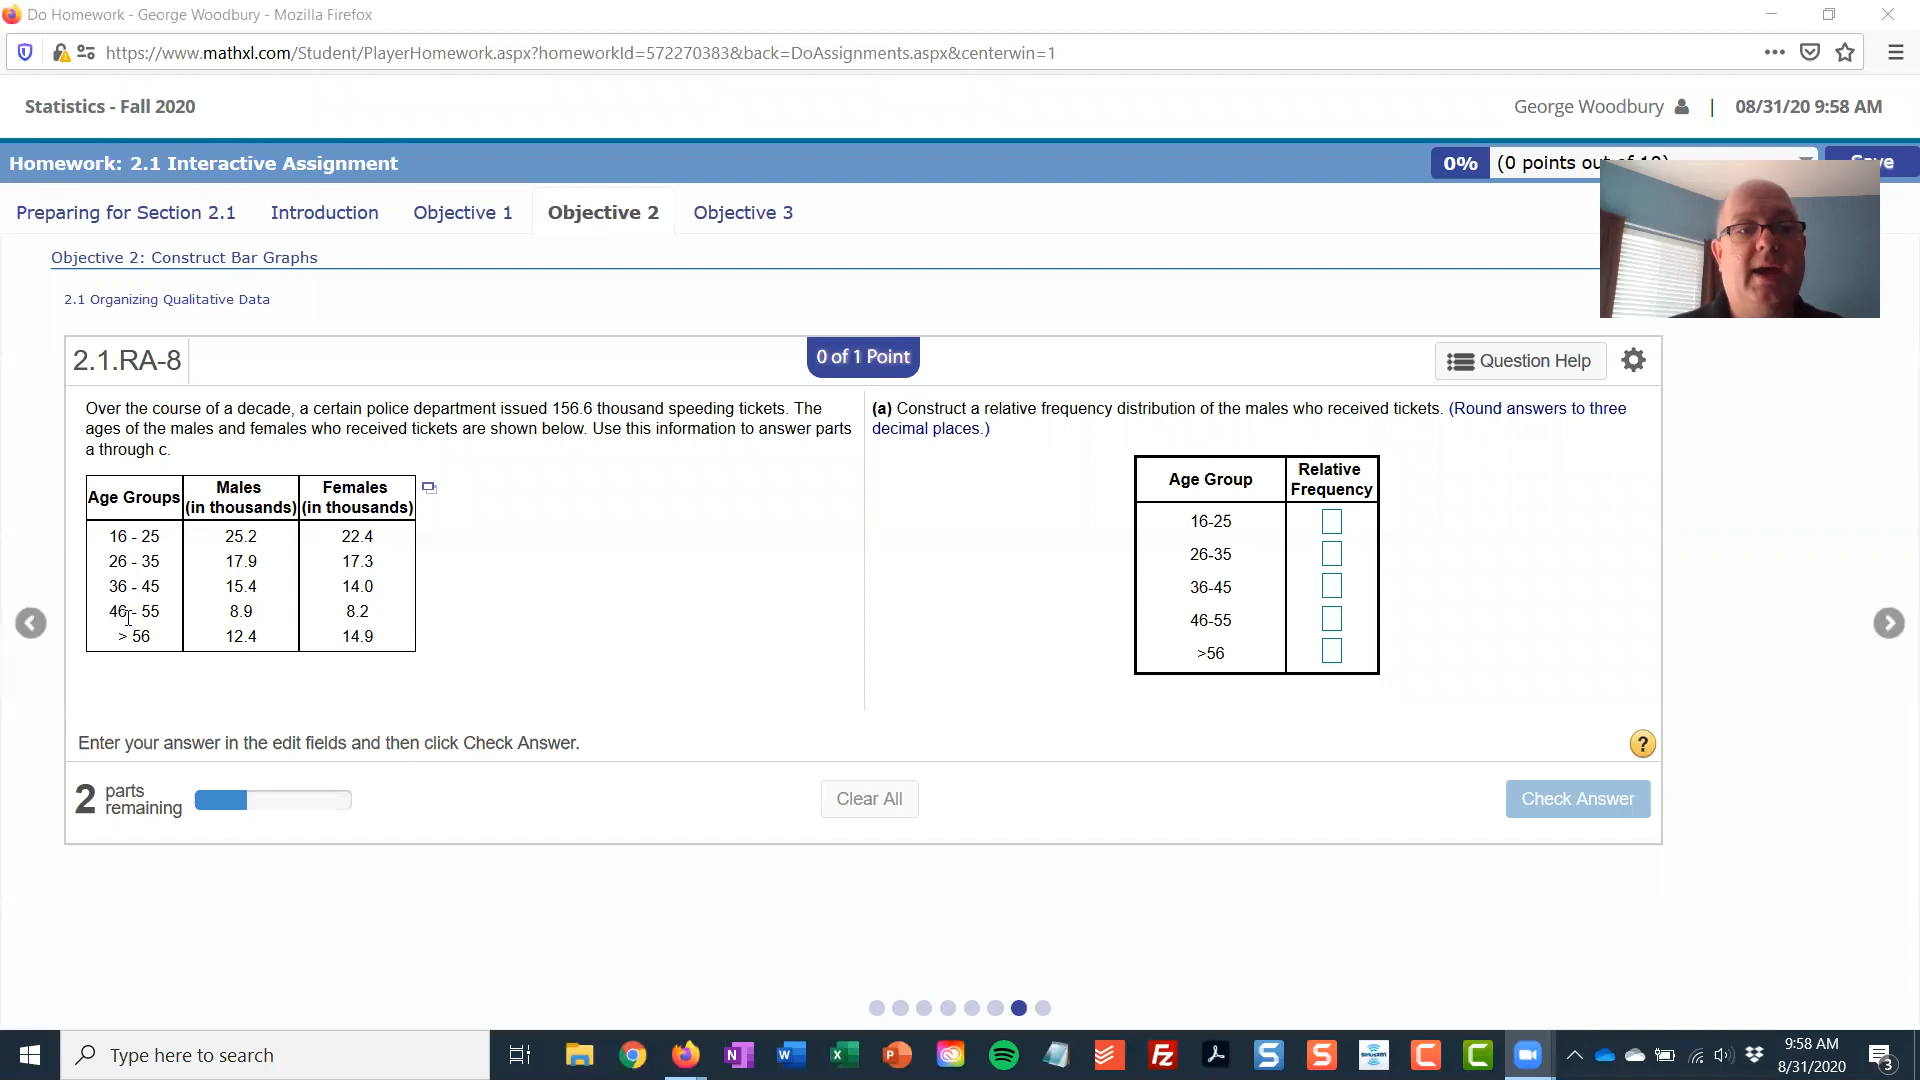 Do Homework - George Woodbury - Mozilla Firefox
https://www.mathxl.com/Student/PlayerHomework.aspx?homeworkId=572270383&back=DoAssignments.aspx&centerwin=1
Statistics - Fall 2020
George Woodbury | 08/31/20 9:58 AM
Homework: 2.1 Interactive Assignment
0% (0 points out of 10)
Save
Preparing for Section 2.1 Introduction Objective 1 Objective 2 Objective 3
Objective 2: Construct Bar Graphs
2.1 Organizing Qualitative Data
2.1.RA-8
0 of 1 Point
Question Help
Over the course of a decade, a certain police department issued 156.6 thousand speeding tickets. The
ages of the males and females who received tickets are shown below. Use this information to answer parts
a through c.
Age Groups Males (in thousands) Females (in thousands)
16 - 25 25.2 22.4
26 - 35 17.9 17.3
36 - 45 15.4 14.0
46 - 55 8.9 8.2
> 56 12.4 14.9
(a) Construct a relative frequency distribution of the males who received tickets. (Round answers to three
decimal places.)
Age Group Relative Frequency
16-25
26-35
36-45
46-55
>56
Enter your answer in the edit fields and then click Check Answer.
?
2 parts remaining
Clear All
Check Answer
Type here to search
9:58 AM
8/31/2020
3